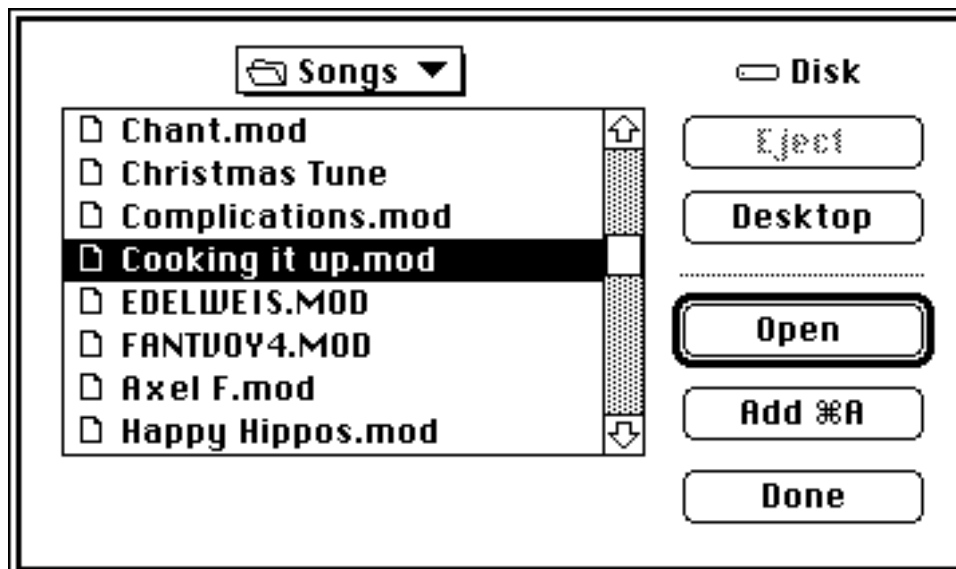 Songs
Disk
Chant.mod
Christmas Tune
Complications.mod
Cooking it up.mod
EDELWEIS.MOD
FANTVOY4.MOD
Axel F.mod
Happy Hippos.mod
Eject
Desktop
Open
Add ⌘A
Done